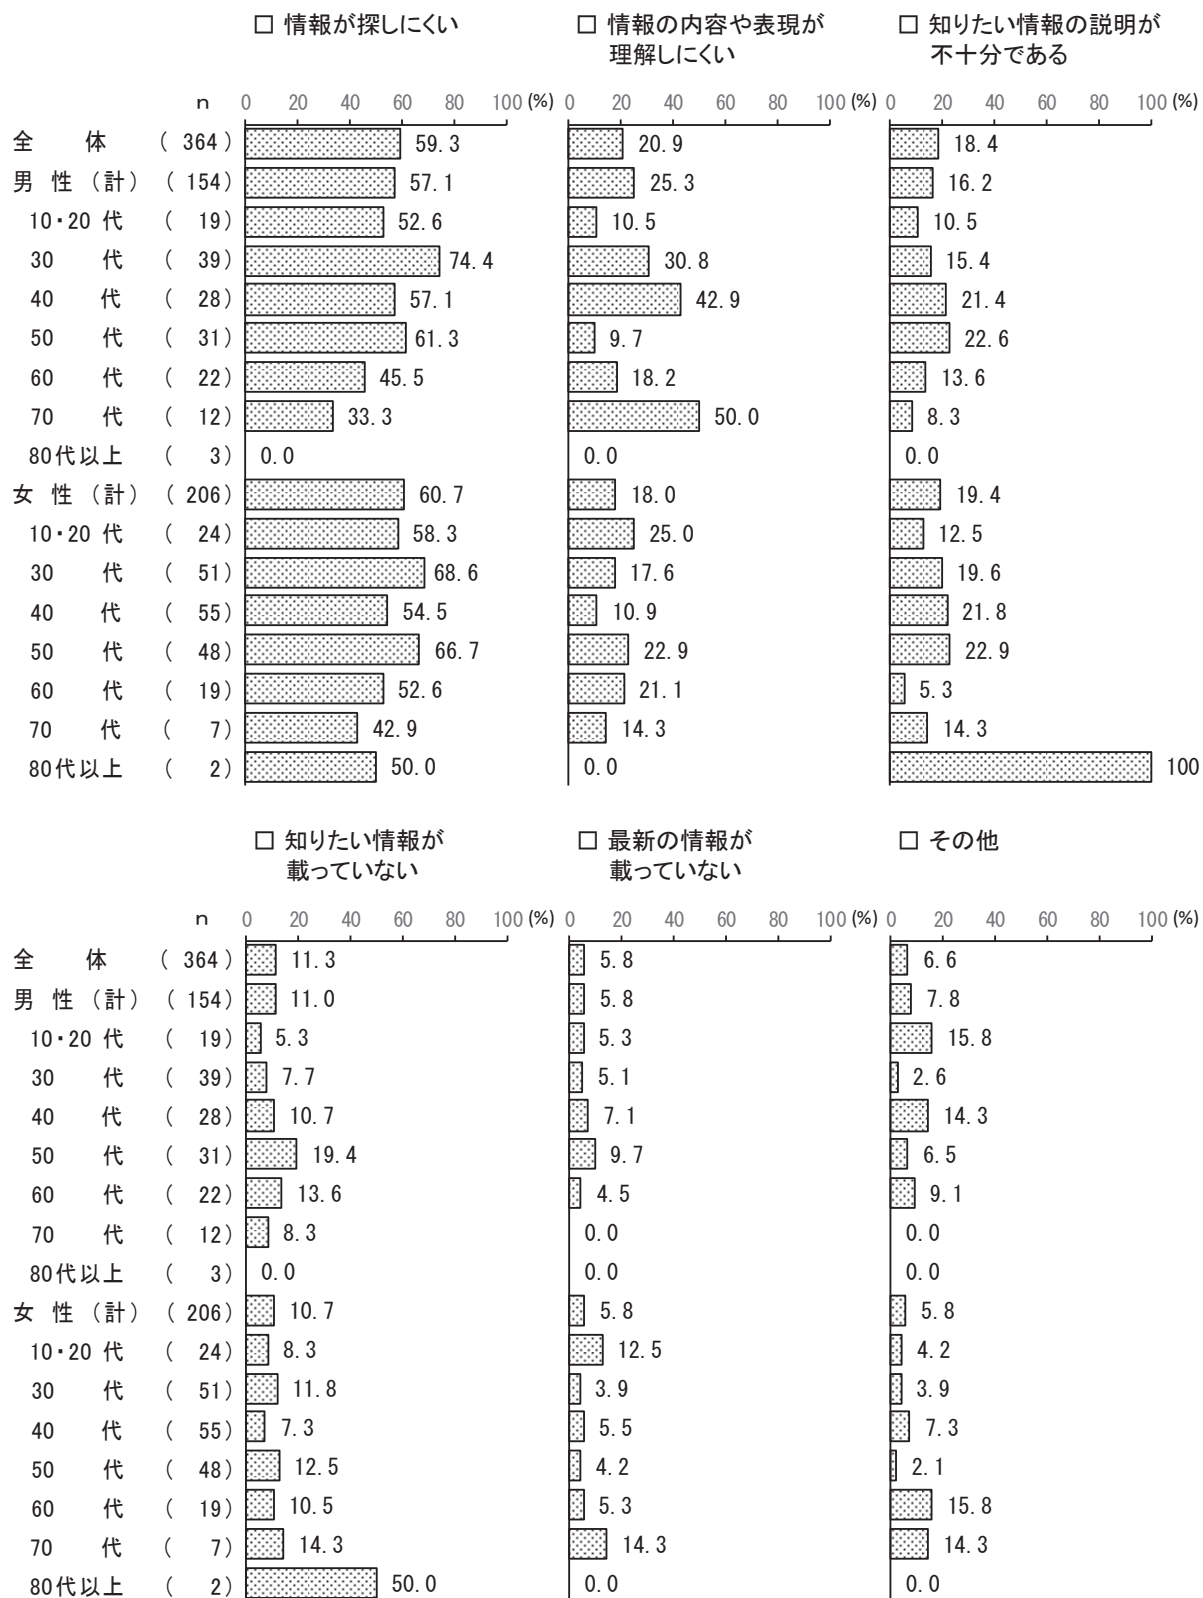 □ 情報が探しにくい □ 情報の内容や表現が □ 知りたい情報の説明が
理解しにくい 不十分である
n 0 20 40 60 80 100 (%) 0 20 40 60 80 100 (%) 0 20 40 60 80 100 (%)
全 体 ( 364 ) 59.3 20.9 18.4
男 性 (計) ( 154) 57.1 25.3 16.2
10・20 代 ( 19) 52.6 10.5 10.5
30 代 ( 39) 74.4 30.8 15.4
40 代 ( 28) 57.1 42.9 21.4
50 代 ( 31) 61.3 9.7 22.6
60 代 ( 22) 45.5 18.2 13.6
70 代 ( 12) 33.3 50.0 8.3
80代以上 ( 3) 0.0 0.0 0.0
女 性 (計) ( 206) 60.7 18.0 19.4
10・20 代 ( 24) 58.3 25.0 12.5
30 代 ( 51) 68.6 17.6 19.6
40 代 ( 55) 54.5 10.9 21.8
50 代 ( 48) 66.7 22.9 22.9
60 代 ( 19) 52.6 21.1 5.3
70 代 ( 7) 42.9 14.3 14.3
80代以上 ( 2) 50.0 0.0 100
□ 知りたい情報が □ 最新の情報が □ その他
載っていない 載っていない
n 0 20 40 60 80 100 (%) 0 20 40 60 80 100 (%) 0 20 40 60 80 100 (%)
全 体 ( 364 ) 11.3 5.8 6.6
男 性 (計) ( 154) 11.0 5.8 7.8
10・20 代 ( 19) 5.3 5.3 15.8
30 代 ( 39) 7.7 5.1 2.6
40 代 ( 28) 10.7 7.1 14.3
50 代 ( 31) 19.4 9.7 6.5
60 代 ( 22) 13.6 4.5 9.1
70 代 ( 12) 8.3 0.0 0.0
80代以上 ( 3) 0.0 0.0 0.0
女 性 (計) ( 206) 10.7 5.8 5.8
10・20 代 ( 24) 8.3 12.5 4.2
30 代 ( 51) 11.8 3.9 3.9
40 代 ( 55) 7.3 5.5 7.3
50 代 ( 48) 12.5 4.2 2.1
60 代 ( 19) 10.5 5.3 15.8
70 代 ( 7) 14.3 14.3 14.3
80代以上 ( 2) 50.0 0.0 0.0